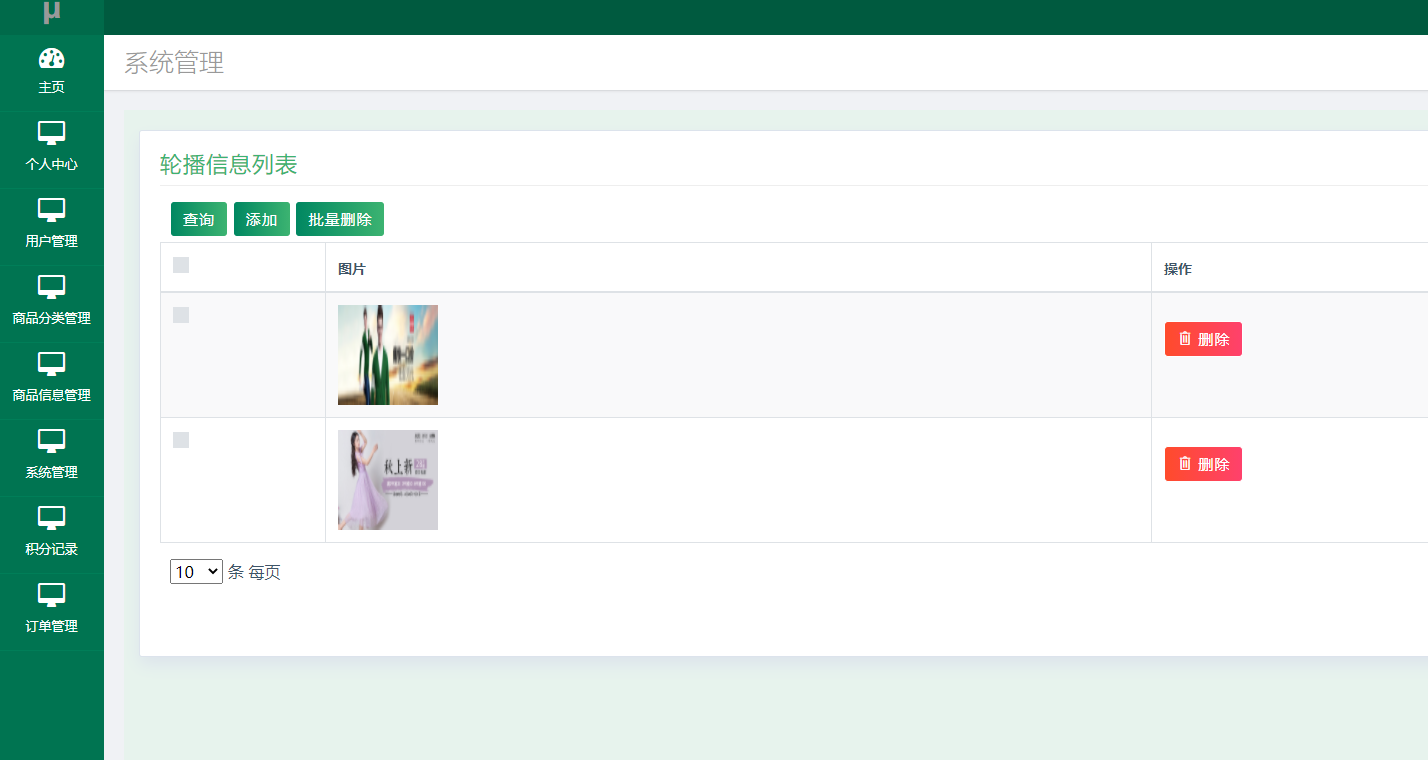 μ
主页
个人中心
用户管理
商品分类管理
商品信息管理
系统管理
积分记录
订单管理
系统管理
轮播信息列表
查询 添加 批量删除
图片 操作
删除
秋上新
删除
10 条 每页